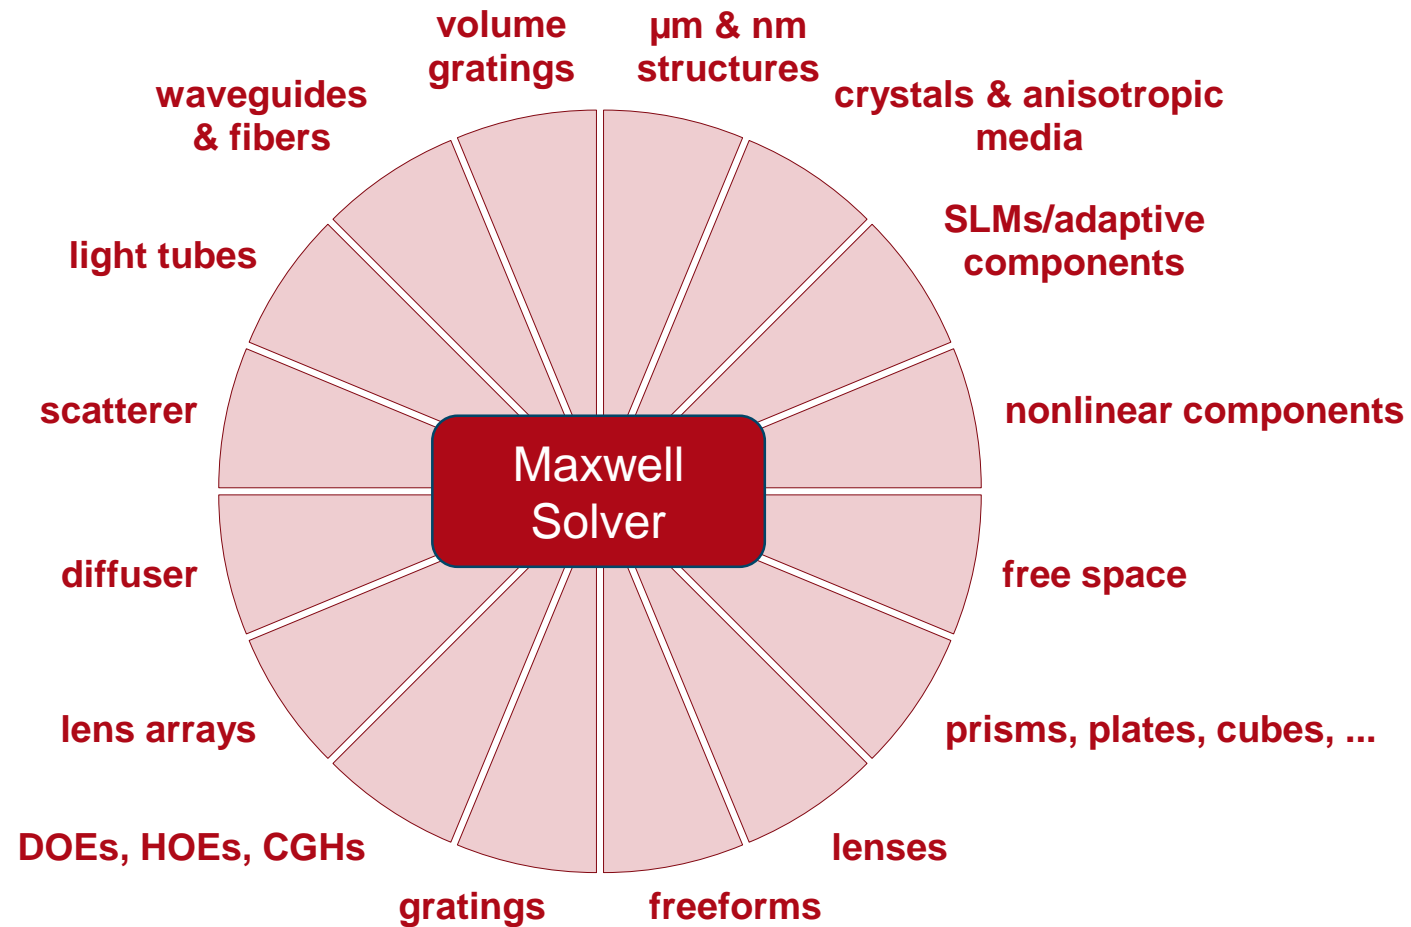 volume
gratings
µm & nm
structures
crystals & anisotropic
media
SLMs/adaptive
components
nonlinear components
free space
prisms, plates, cubes, ...
lenses
freeforms
gratings
DOEs, HOEs, CGHs
lens arrays
diffuser
scatterer
light tubes
waveguides
& fibers
Maxwell
Solver